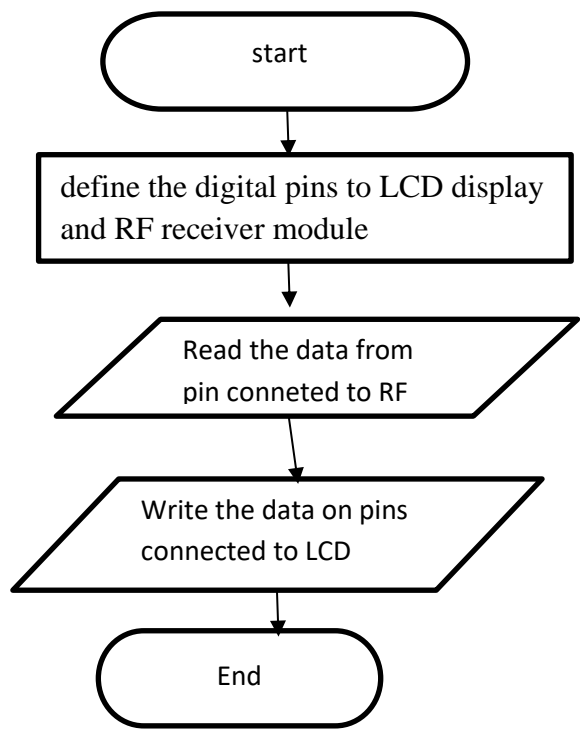 start
define the digital pins to LCD display
and RF receiver module
Read the data from
pin conneted to RF
Write the data on pins
connected to LCD
End